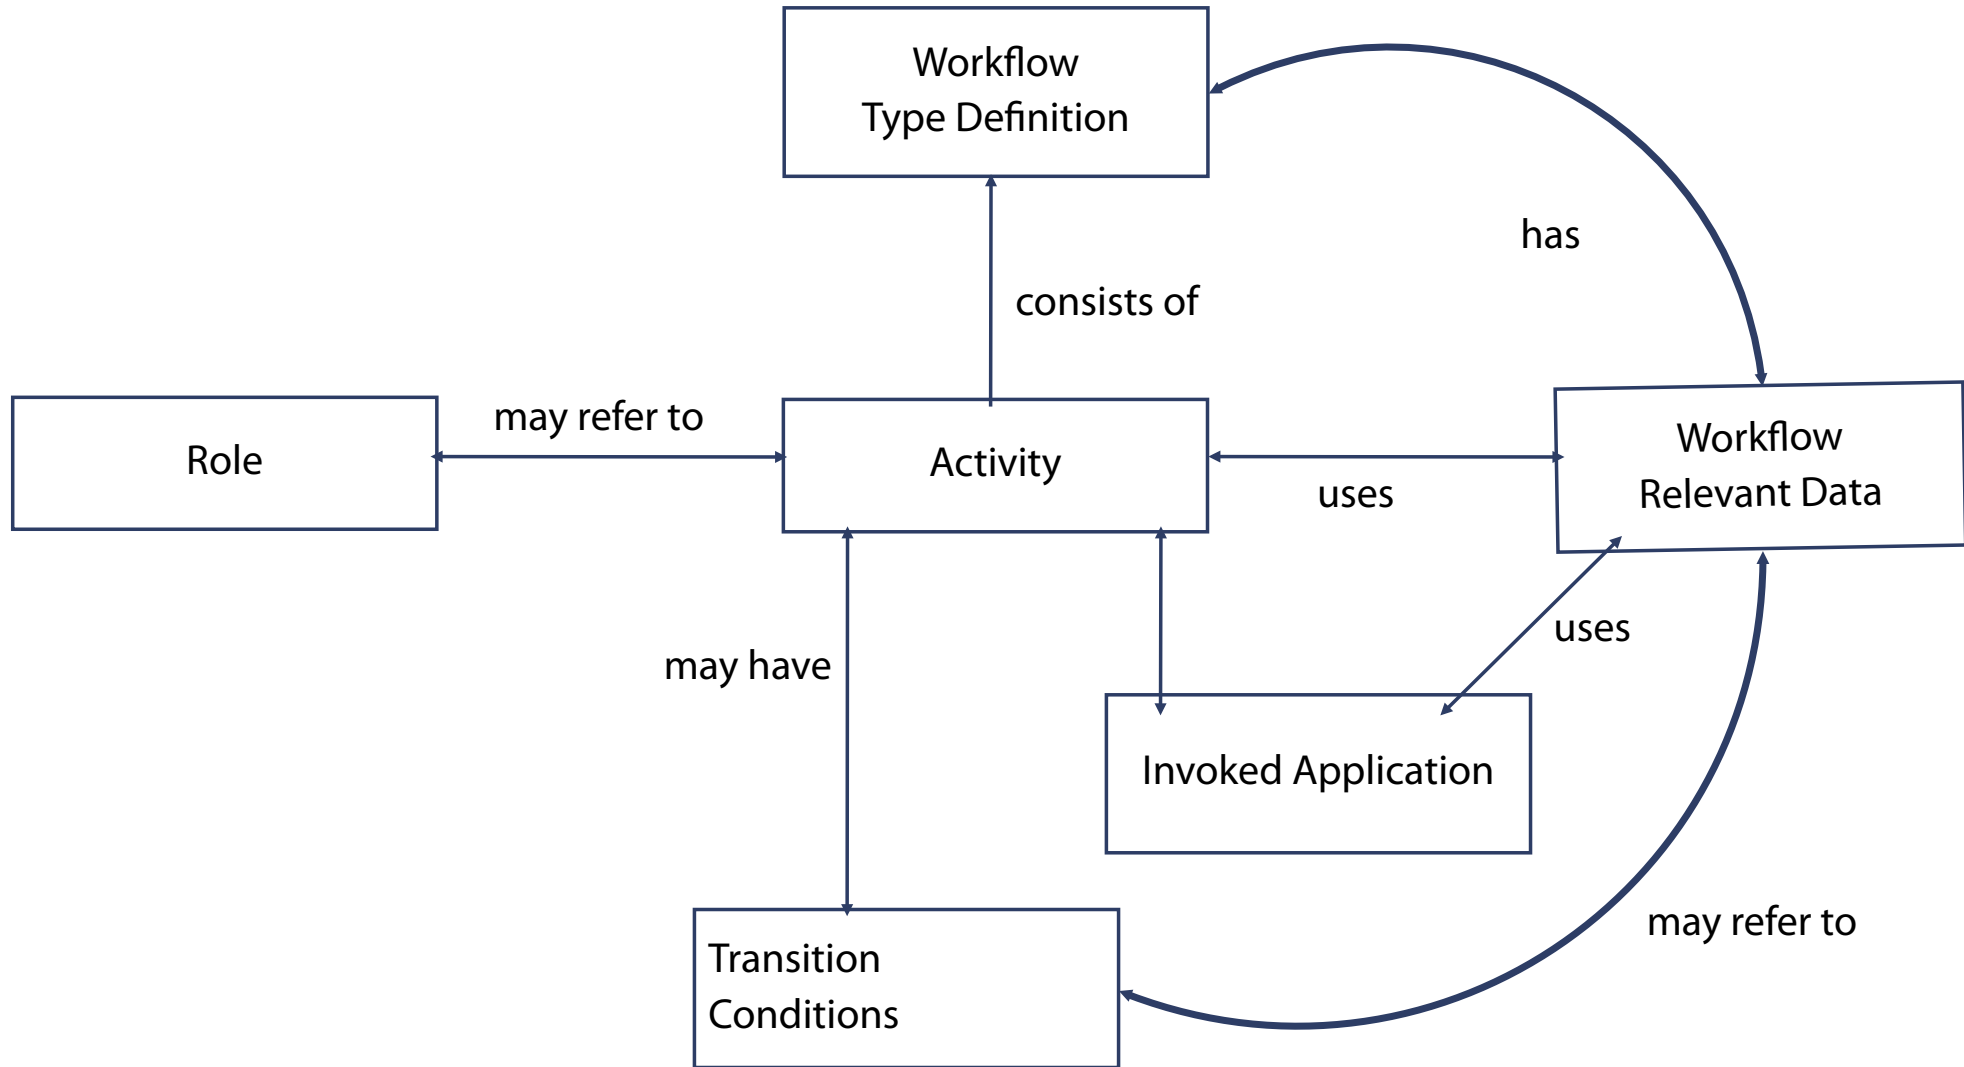 Workflow
Type Definition
has
consists of
may refer to
Role
Activity
Workflow
Relevant Data
uses
uses
may have
Invoked Application
may refer to
Transition
Conditions